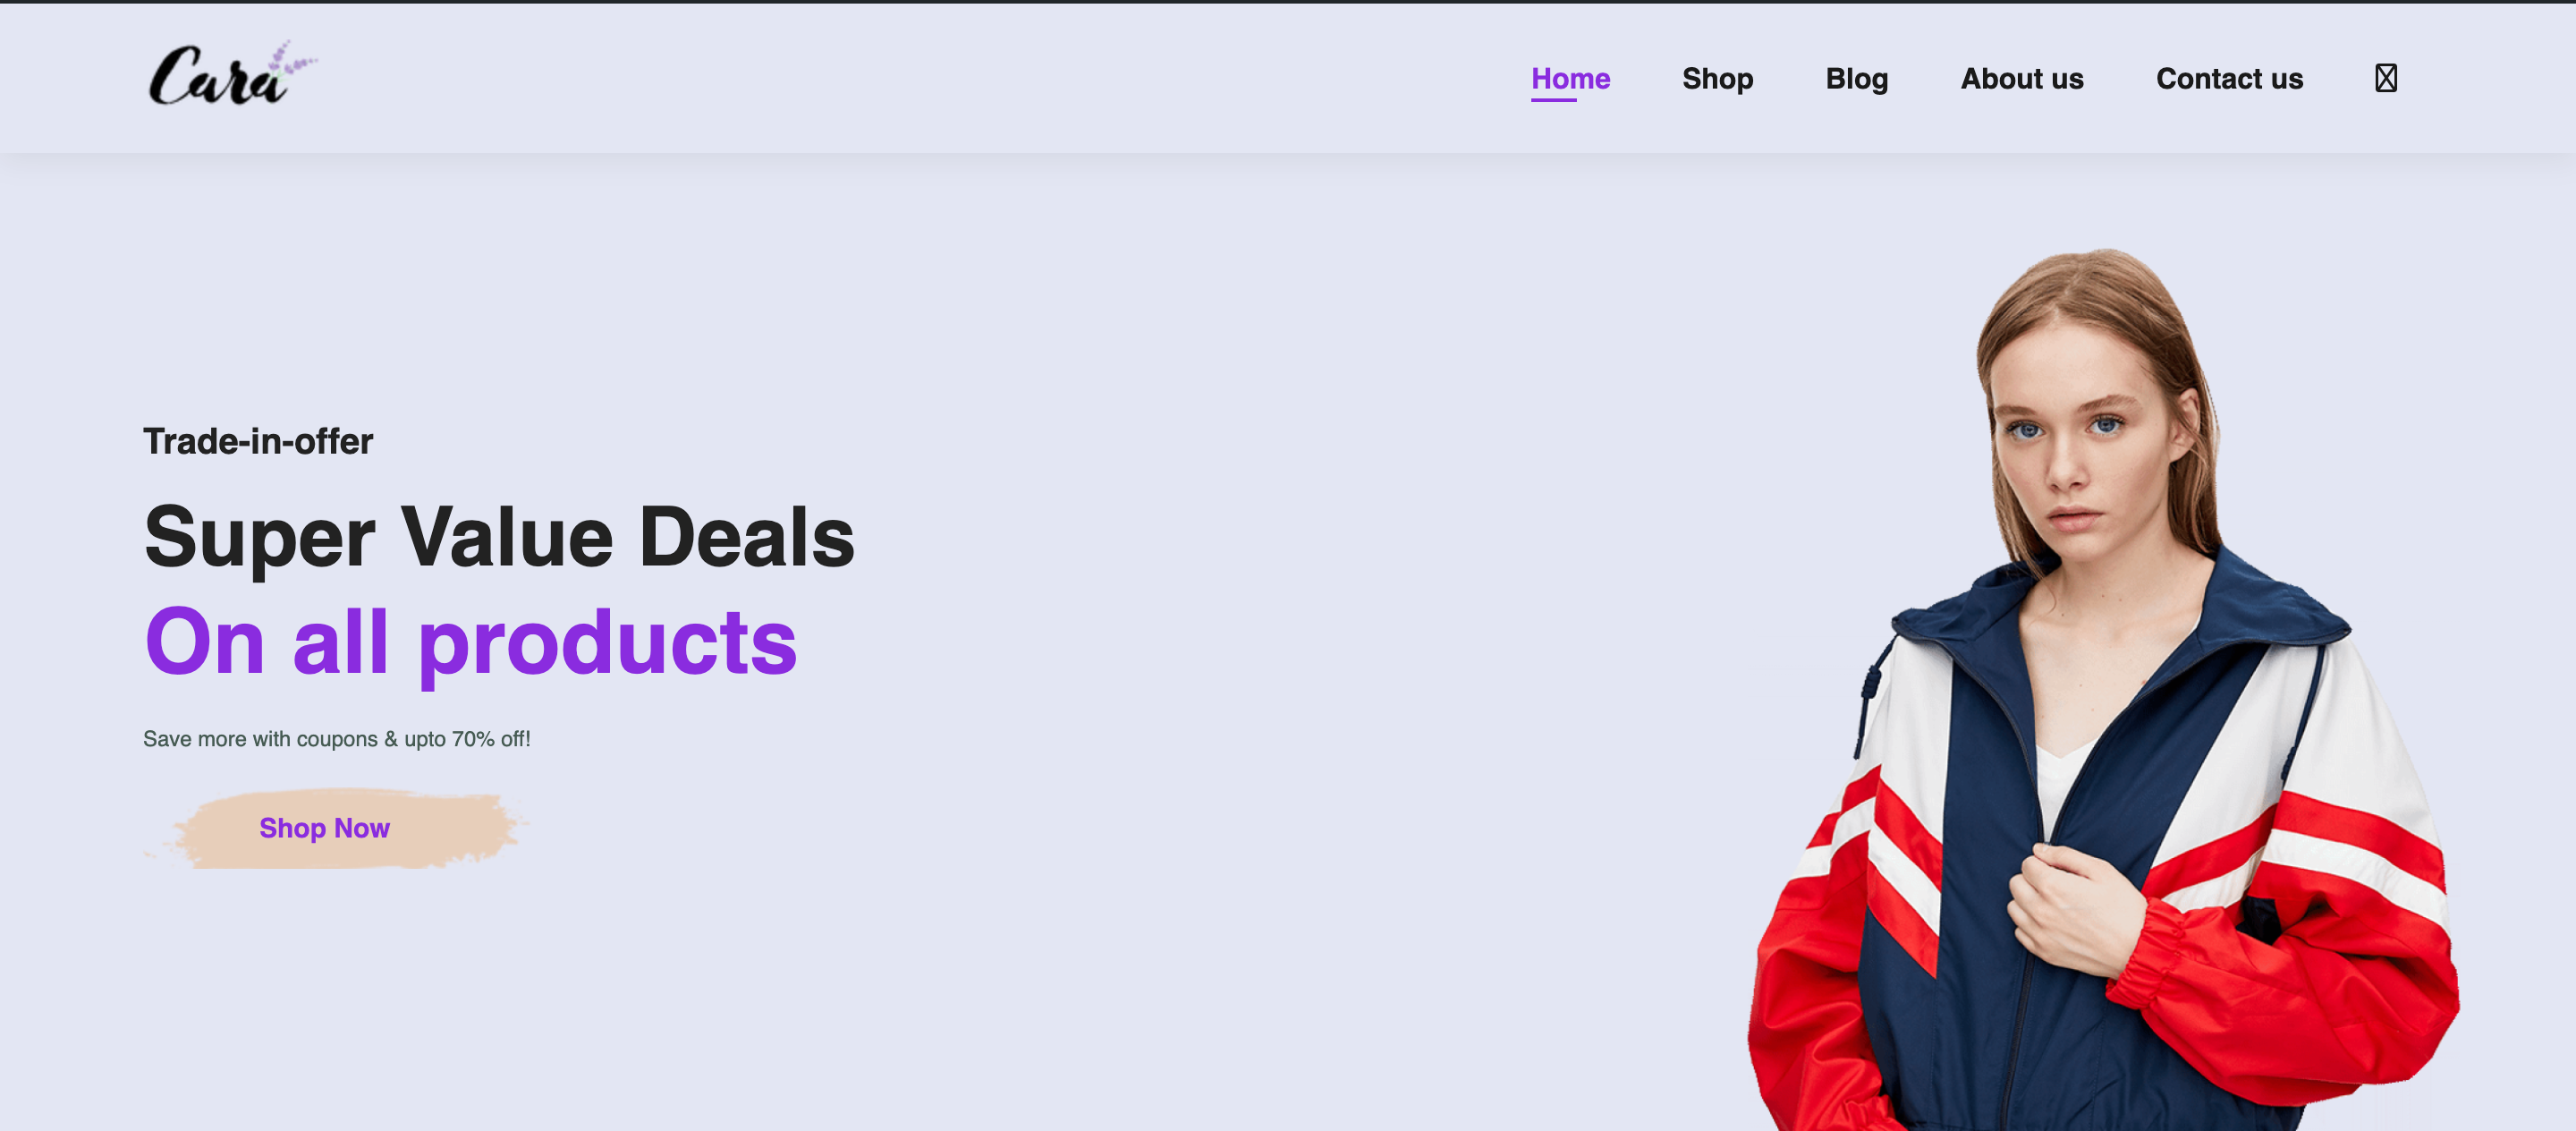 Cara
Home Shop Blog About us Contact us
Trade-in-offer
Super Value Deals
On all products
Save more with coupons & upto 70% off!
Shop Now